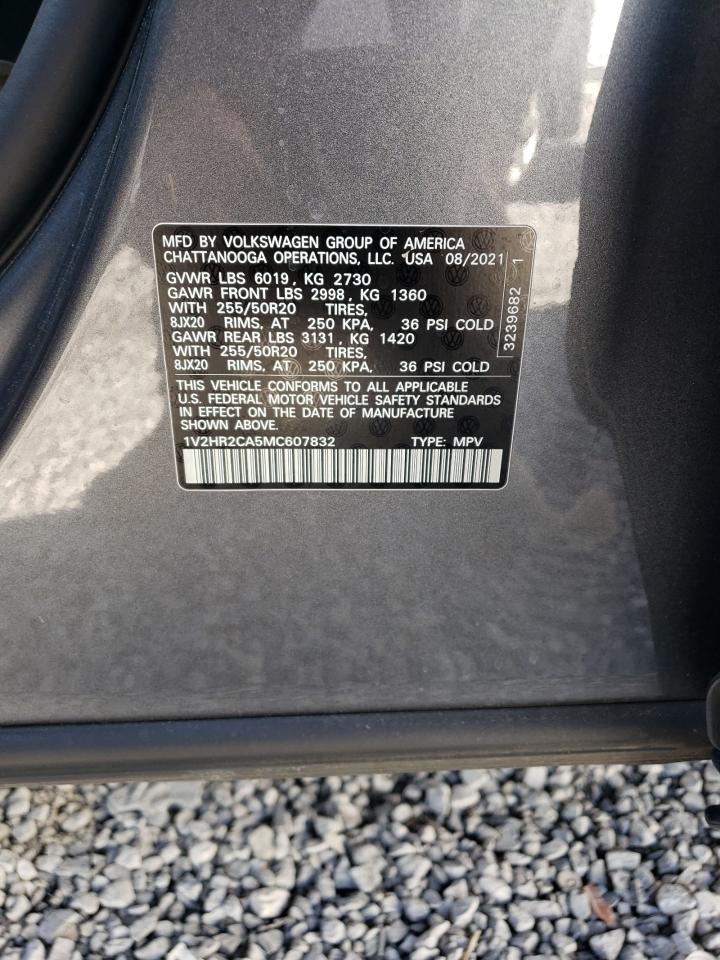 MFD BY VOLKSWAGEN GROUP OF AMERICA
CHATTANOOGA OPERATIONS, LLC. USA 08/2021
GVWR LBS 6019, KG 2730
GAWR FRONT LBS 2998, KG 1360
WITH 255/50R20 TIRES,
8JX20 RIMS, AT 250 KPA, 36 PSI COLD
GAWR REAR LBS 3131, KG 1420
WITH 255/50R20 TIRES,
8JX20 RIMS, AT 250 KPA, 36 PSI COLD
THIS VEHICLE CONFORMS TO ALL APPLICABLE
U.S. FEDERAL MOTOR VEHICLE SAFETY STANDARDS
IN EFFECT ON THE DATE OF MANUFACTURE
SHOWN ABOVE.
1V2HR2CA5MC607832 TYPE: MPV
3239682 1